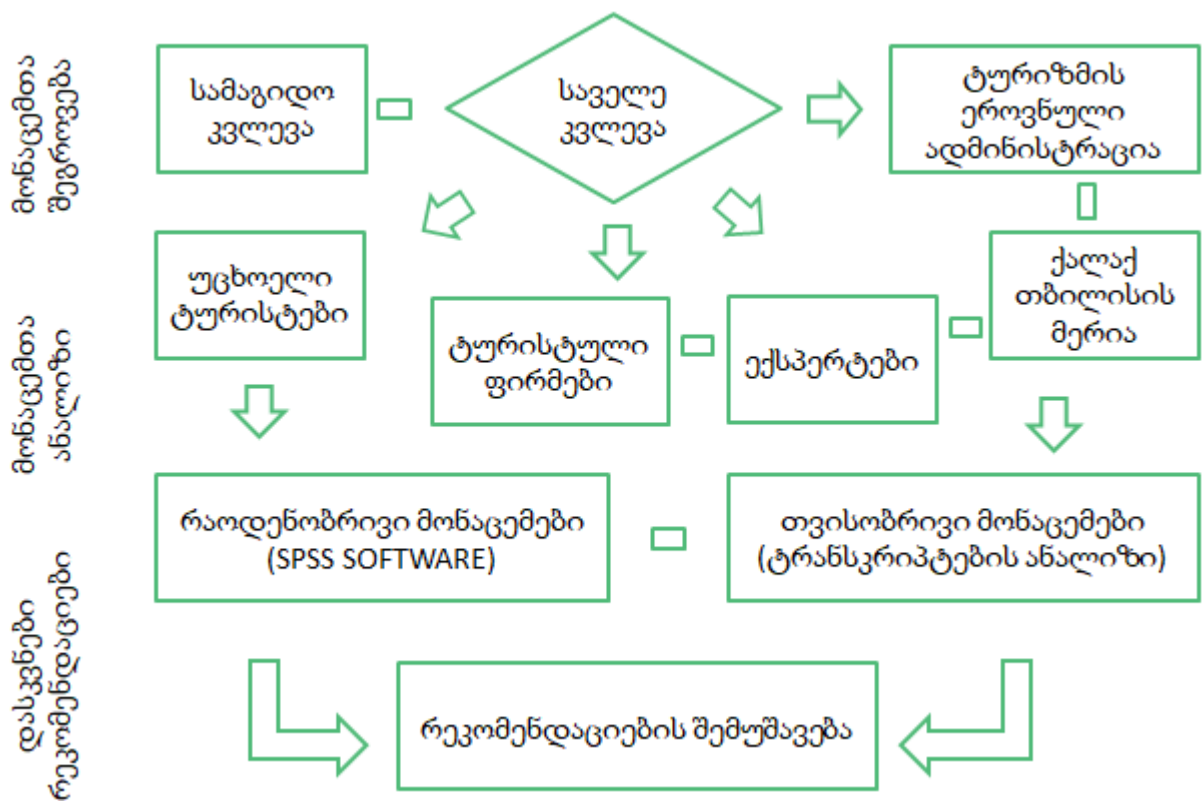 მონაცემთა
შეგროვება
სამაგიდო
კვლევა
საველე
კვლევა
ტურიზმის
ეროვნული
ადმინისტრაცია
მონაცემთა
ანალიზი
უცხოელი
ტურისტები
ტურისტული
ფირმები
ექსპერტები
ქალაქ
თბილისის
მერია
რაოდენობრივი მონაცემები
(SPSS SOFTWARE)
თვისობრივი მონაცემები
(ტრანსკრიპტების ანალიზი)
დასკვნები
რეკომენდაციები
რეკომენდაციების შემუშავება